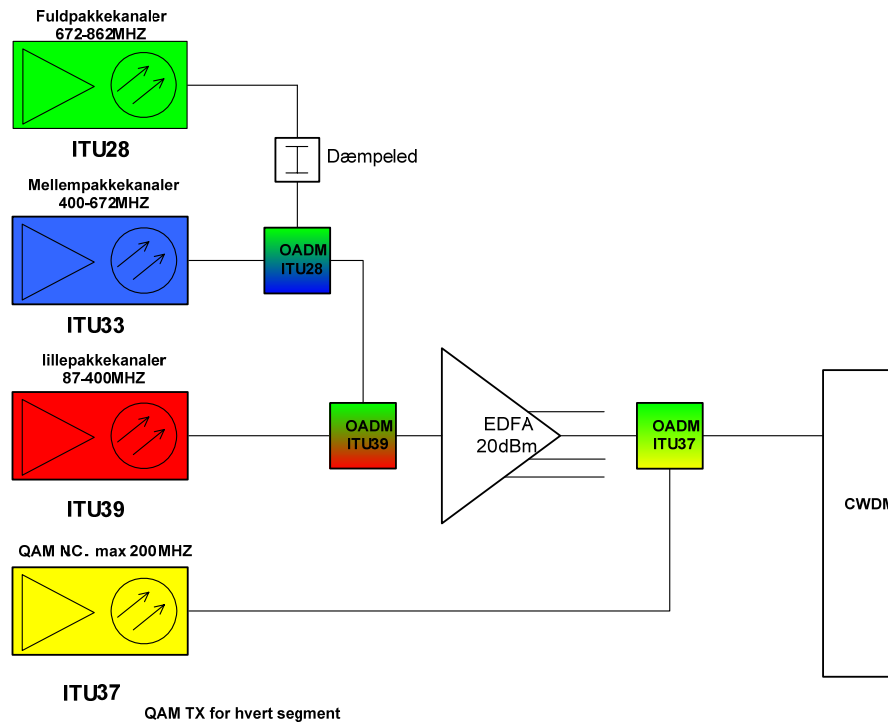 Fuldpakkekanaler
672-862MHZ
ITU28
Dæmpeled
Mellempakkekanaler
400-672MHZ
OADM
ITU28
ITU33
lillepakkekanaler
87-400MHZ
OADM
ITU39
EDFA
20dBm
OADM
ITU37
ITU39
CWDM
QAM NC. max 200MHZ
ITU37
QAM TX for hvert segment